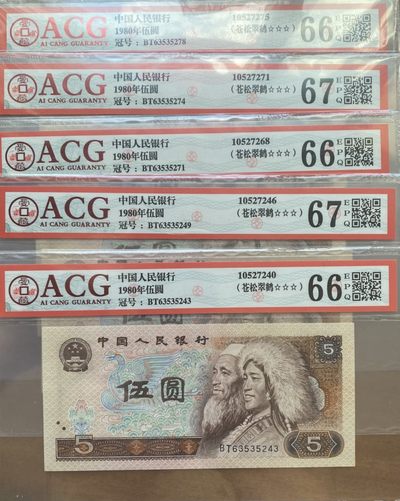 ACG
AI CANG GUARANTY
中国人民银行
1980年伍圆
冠号：BT63535278
10527275
(苍松翠鹤☆☆☆)
66
EPQ
ACG
AI CANG GUARANTY
中国人民银行
1980年伍圆
冠号：BT63535274
10527271
(苍松翠鹤☆☆☆)
67
EPQ
ACG
AI CANG GUARANTY
中国人民银行
1980年伍圆
冠号：BT63535271
10527268
(苍松翠鹤☆☆☆)
66
EPQ
ACG
AI CANG GUARANTY
中国人民银行
1980年伍圆
冠号：BT63535249
10527246
(苍松翠鹤☆☆☆)
67
EPQ
ACG
AI CANG GUARANTY
中国人民银行
1980年伍圆
冠号：BT63535243
10527240
(苍松翠鹤☆☆☆)
66
EPQ
中国人民银行
5
伍圆
5
BT63535243
5